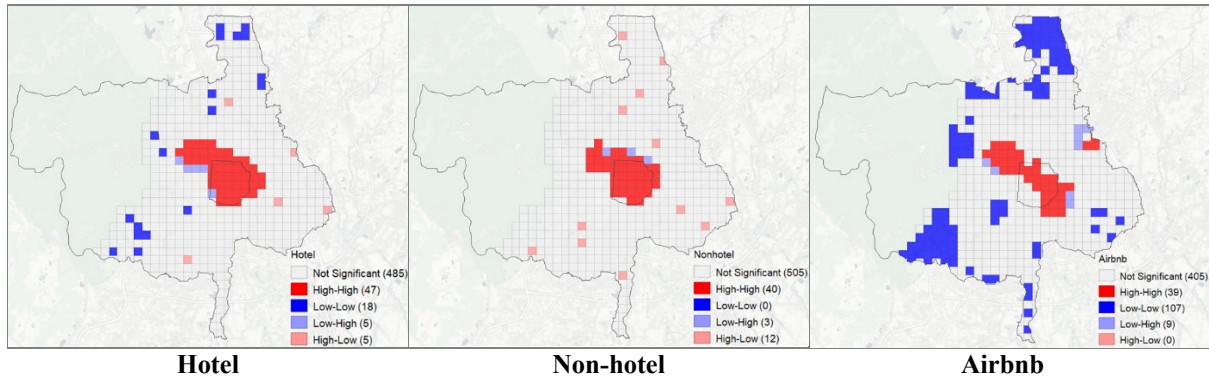 Hotel
Not Significant (485)
High-High (47)
Low-Low (18)
Low-High (5)
High-Low (5)
Nonhotel
Not Significant (505)
High-High (40)
Low-Low (0)
Low-High (3)
High-Low (12)
Airbnb
Not Significant (405)
High-High (39)
Low-Low (107)
Low-High (9)
High-Low (0)
Hotel
Non-hotel
Airbnb